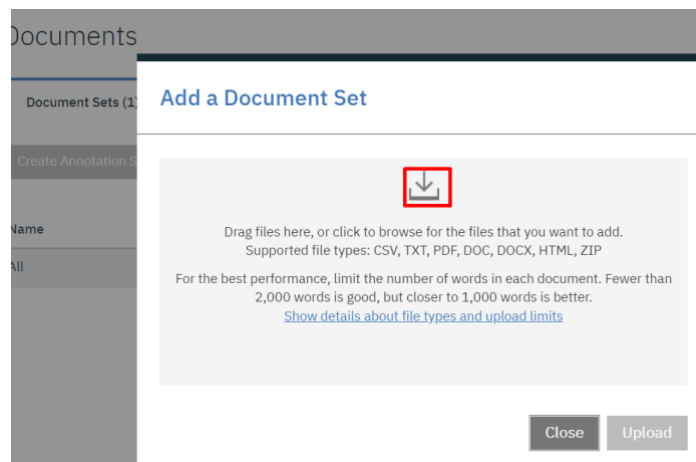 Documents
Document Sets (1)
Create Annotation S
Name
All
Add a Document Set
Drag files here, or click to browse for the files that you want to add.
Supported file types: CSV, TXT, PDF, DOC, DOCX, HTML, ZIP
For the best performance, limit the number of words in each document. Fewer than
2,000 words is good, but closer to 1,000 words is better.
Show details about file types and upload limits
Close
Upload